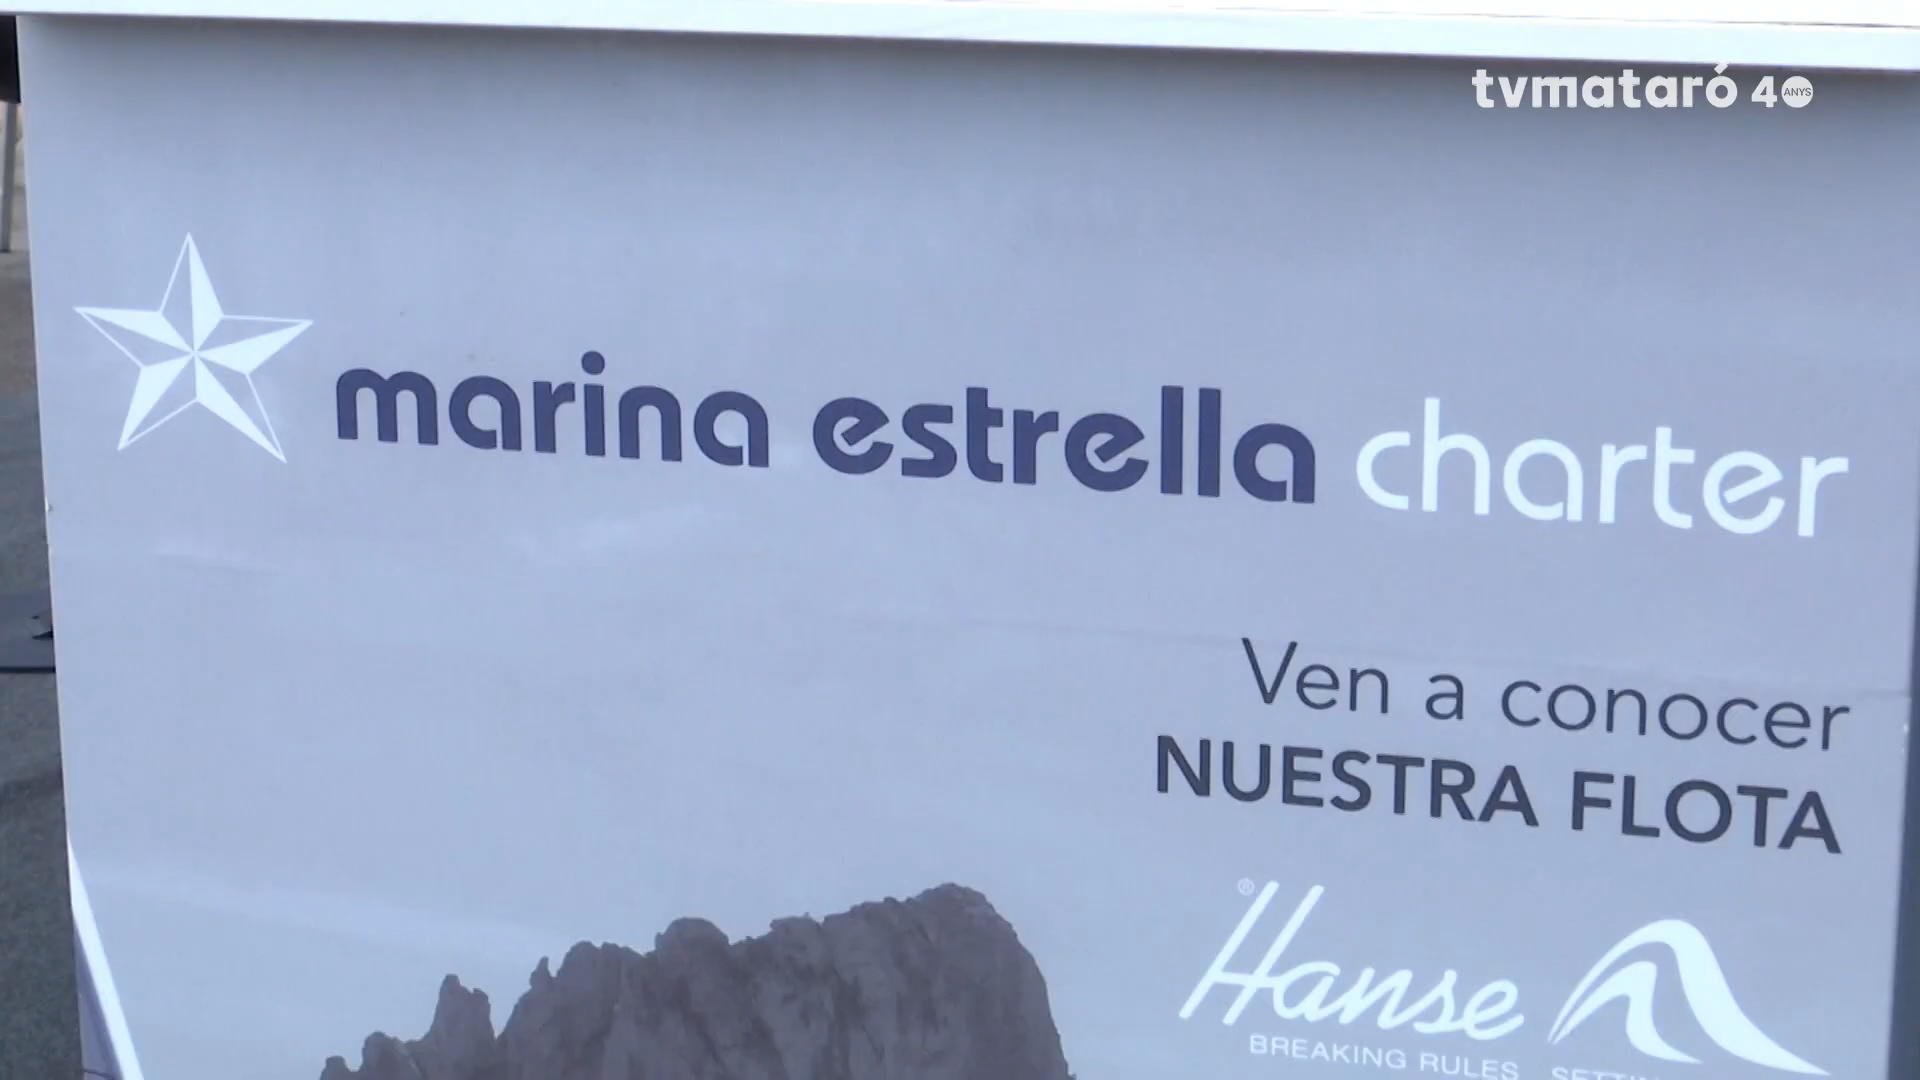 tvmataró 40 ANYS
marina estrella charter
Ven a conocer
NUESTRA FLOTA
Hanse ®
BREAKING RULES